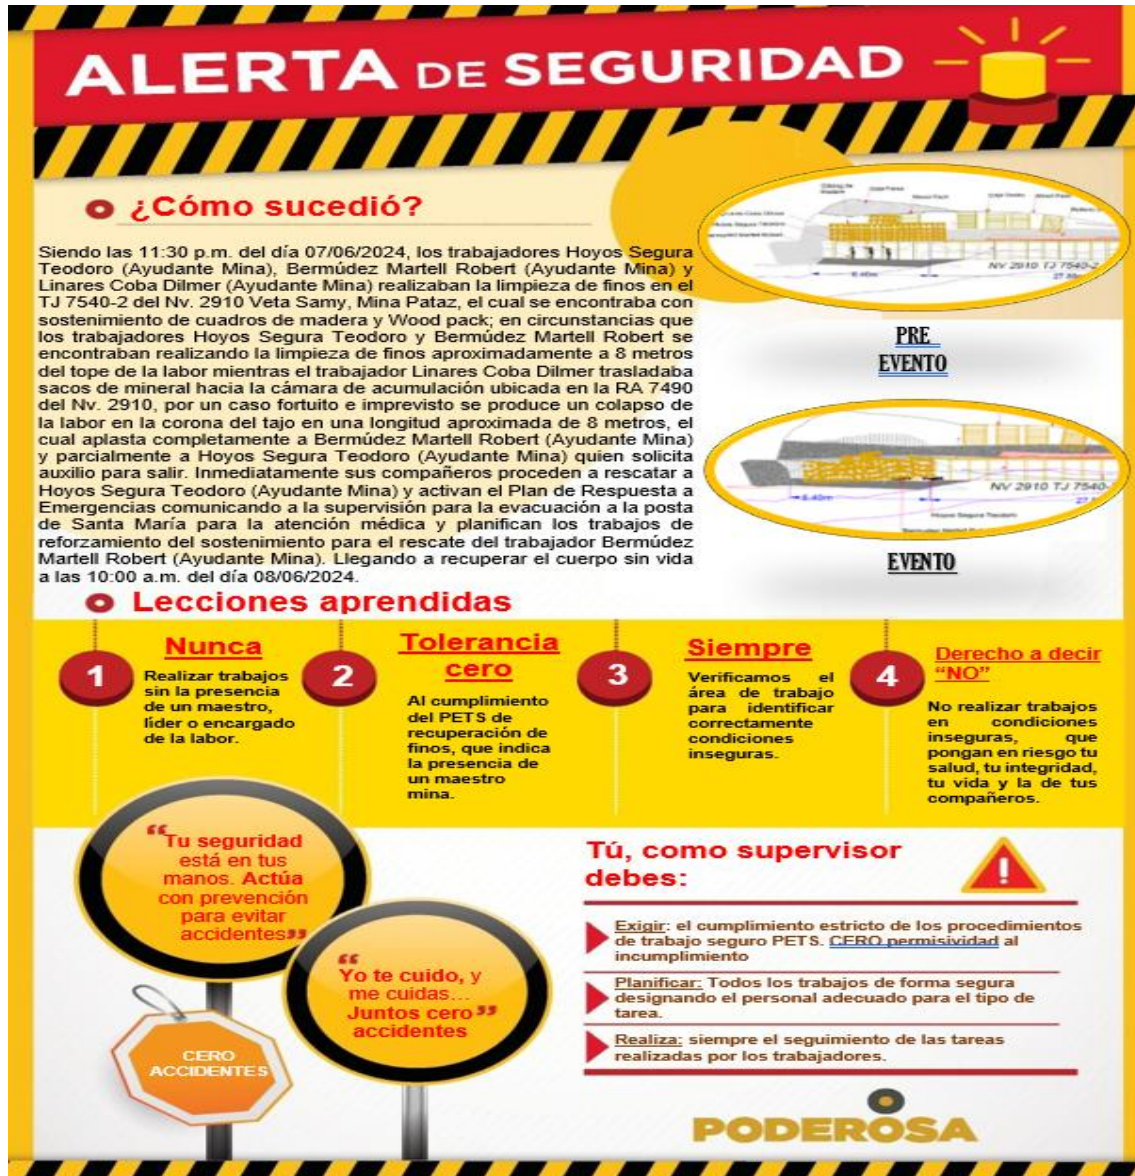 ALERTA DE SEGURIDAD
¿Cómo sucedió?
Siendo las 11:30 p.m. del día 07/06/2024, los trabajadores Hoyos Segura
Teodoro (Ayudante Mina), Bermúdez Martell Robert (Ayudante Mina) y
Linares Coba Dilmer (Ayudante Mina) realizaban la limpieza de finos en el
TJ 7540-2 del Nv. 2910 Veta Samy, Mina Pataz, el cual se encontraba con
sostenimiento de cuadros de madera y Wood pack; en circunstancias que
los trabajadores Hoyos Segura Teodoro y Bermúdez Martell Robert se
encontraban realizando la limpieza de finos aproximadamente a 8 metros
del tope de la labor mientras el trabajador Linares Coba Dilmer trasladaba
sacos de mineral hacia la cámara de acumulación ubicada en la RA 7490
del Nv. 2910, por un caso fortuito e imprevisto se produce un colapso de
la labor en la corona del tajo en una longitud aproximada de 8 metros, el
cual aplasta completamente a Bermúdez Martell Robert (Ayudante Mina)
y parcialmente a Hoyos Segura Teodoro (Ayudante Mina) quien solicita
auxilio para salir. Inmediatamente sus compañeros proceden a rescatar a
Hoyos Segura Teodoro (Ayudante Mina) y activan el Plan de Respuesta a
Emergencias comunicando a la supervisión para la evacuación a la posta
de Santa María para la atención médica y planifican los trabajos de
reforzamiento del sostenimiento para el rescate del trabajador Bermúdez
Martell Robert (Ayudante Mina). Llegando a recuperar el cuerpo sin vida
a las 10:00 a.m. del día 08/06/2024.
NV 2910 TJ 7540-2
PRE
EVENTO
6.40m
NV 2910 TJ 7540-
Hoyos Segura Teodoro
EVENTO
Lecciones aprendidas
1
Nunca
Realizar trabajos
sin la presencia
de un maestro,
líder o encargado
de la labor.
2
Tolerancia
cero
Al cumplimiento
del PETS de
recuperación de
finos, que indica
la presencia de
un maestro
mina.
3
Siempre
Verificamos el
área de trabajo
para identificar
correctamente
condiciones
inseguras.
4
Derecho a decir
“NO”
No realizar trabajos
en condiciones
inseguras, que
pongan en riesgo tu
salud, tu integridad,
tu vida y la de tus
compañeros.
“Tu seguridad
está en tus
manos. Actúa
con prevención
para evitar
accidentes”
“Yo te cuido, y
me cuidas...
Juntos cero”
accidentes
CERO
ACCIDENTES
Tú, como supervisor
debes:
Exigir: el cumplimiento estricto de los procedimientos
de trabajo seguro PETS. CERO permisividad al
incumplimiento
Planificar: Todos los trabajos de forma segura
designando el personal adecuado para el tipo de
tarea.
Realiza: siempre el seguimiento de las tareas
realizadas por los trabajadores.
PODEROSA